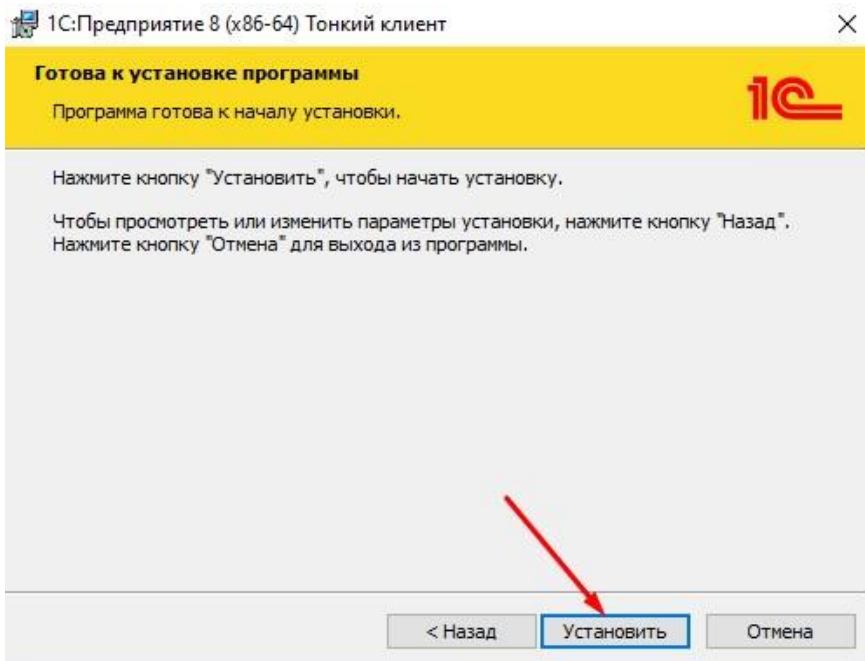 1С:Предприятие 8 (x86-64) Тонкий клиент
Готова к установке программы
1С
Программа готова к началу установки.
Нажмите кнопку "Установить", чтобы начать установку.
Чтобы просмотреть или изменить параметры установки, нажмите кнопку "Назад".
Нажмите кнопку "Отмена" для выхода из программы.
< Назад
Установить
Отмена